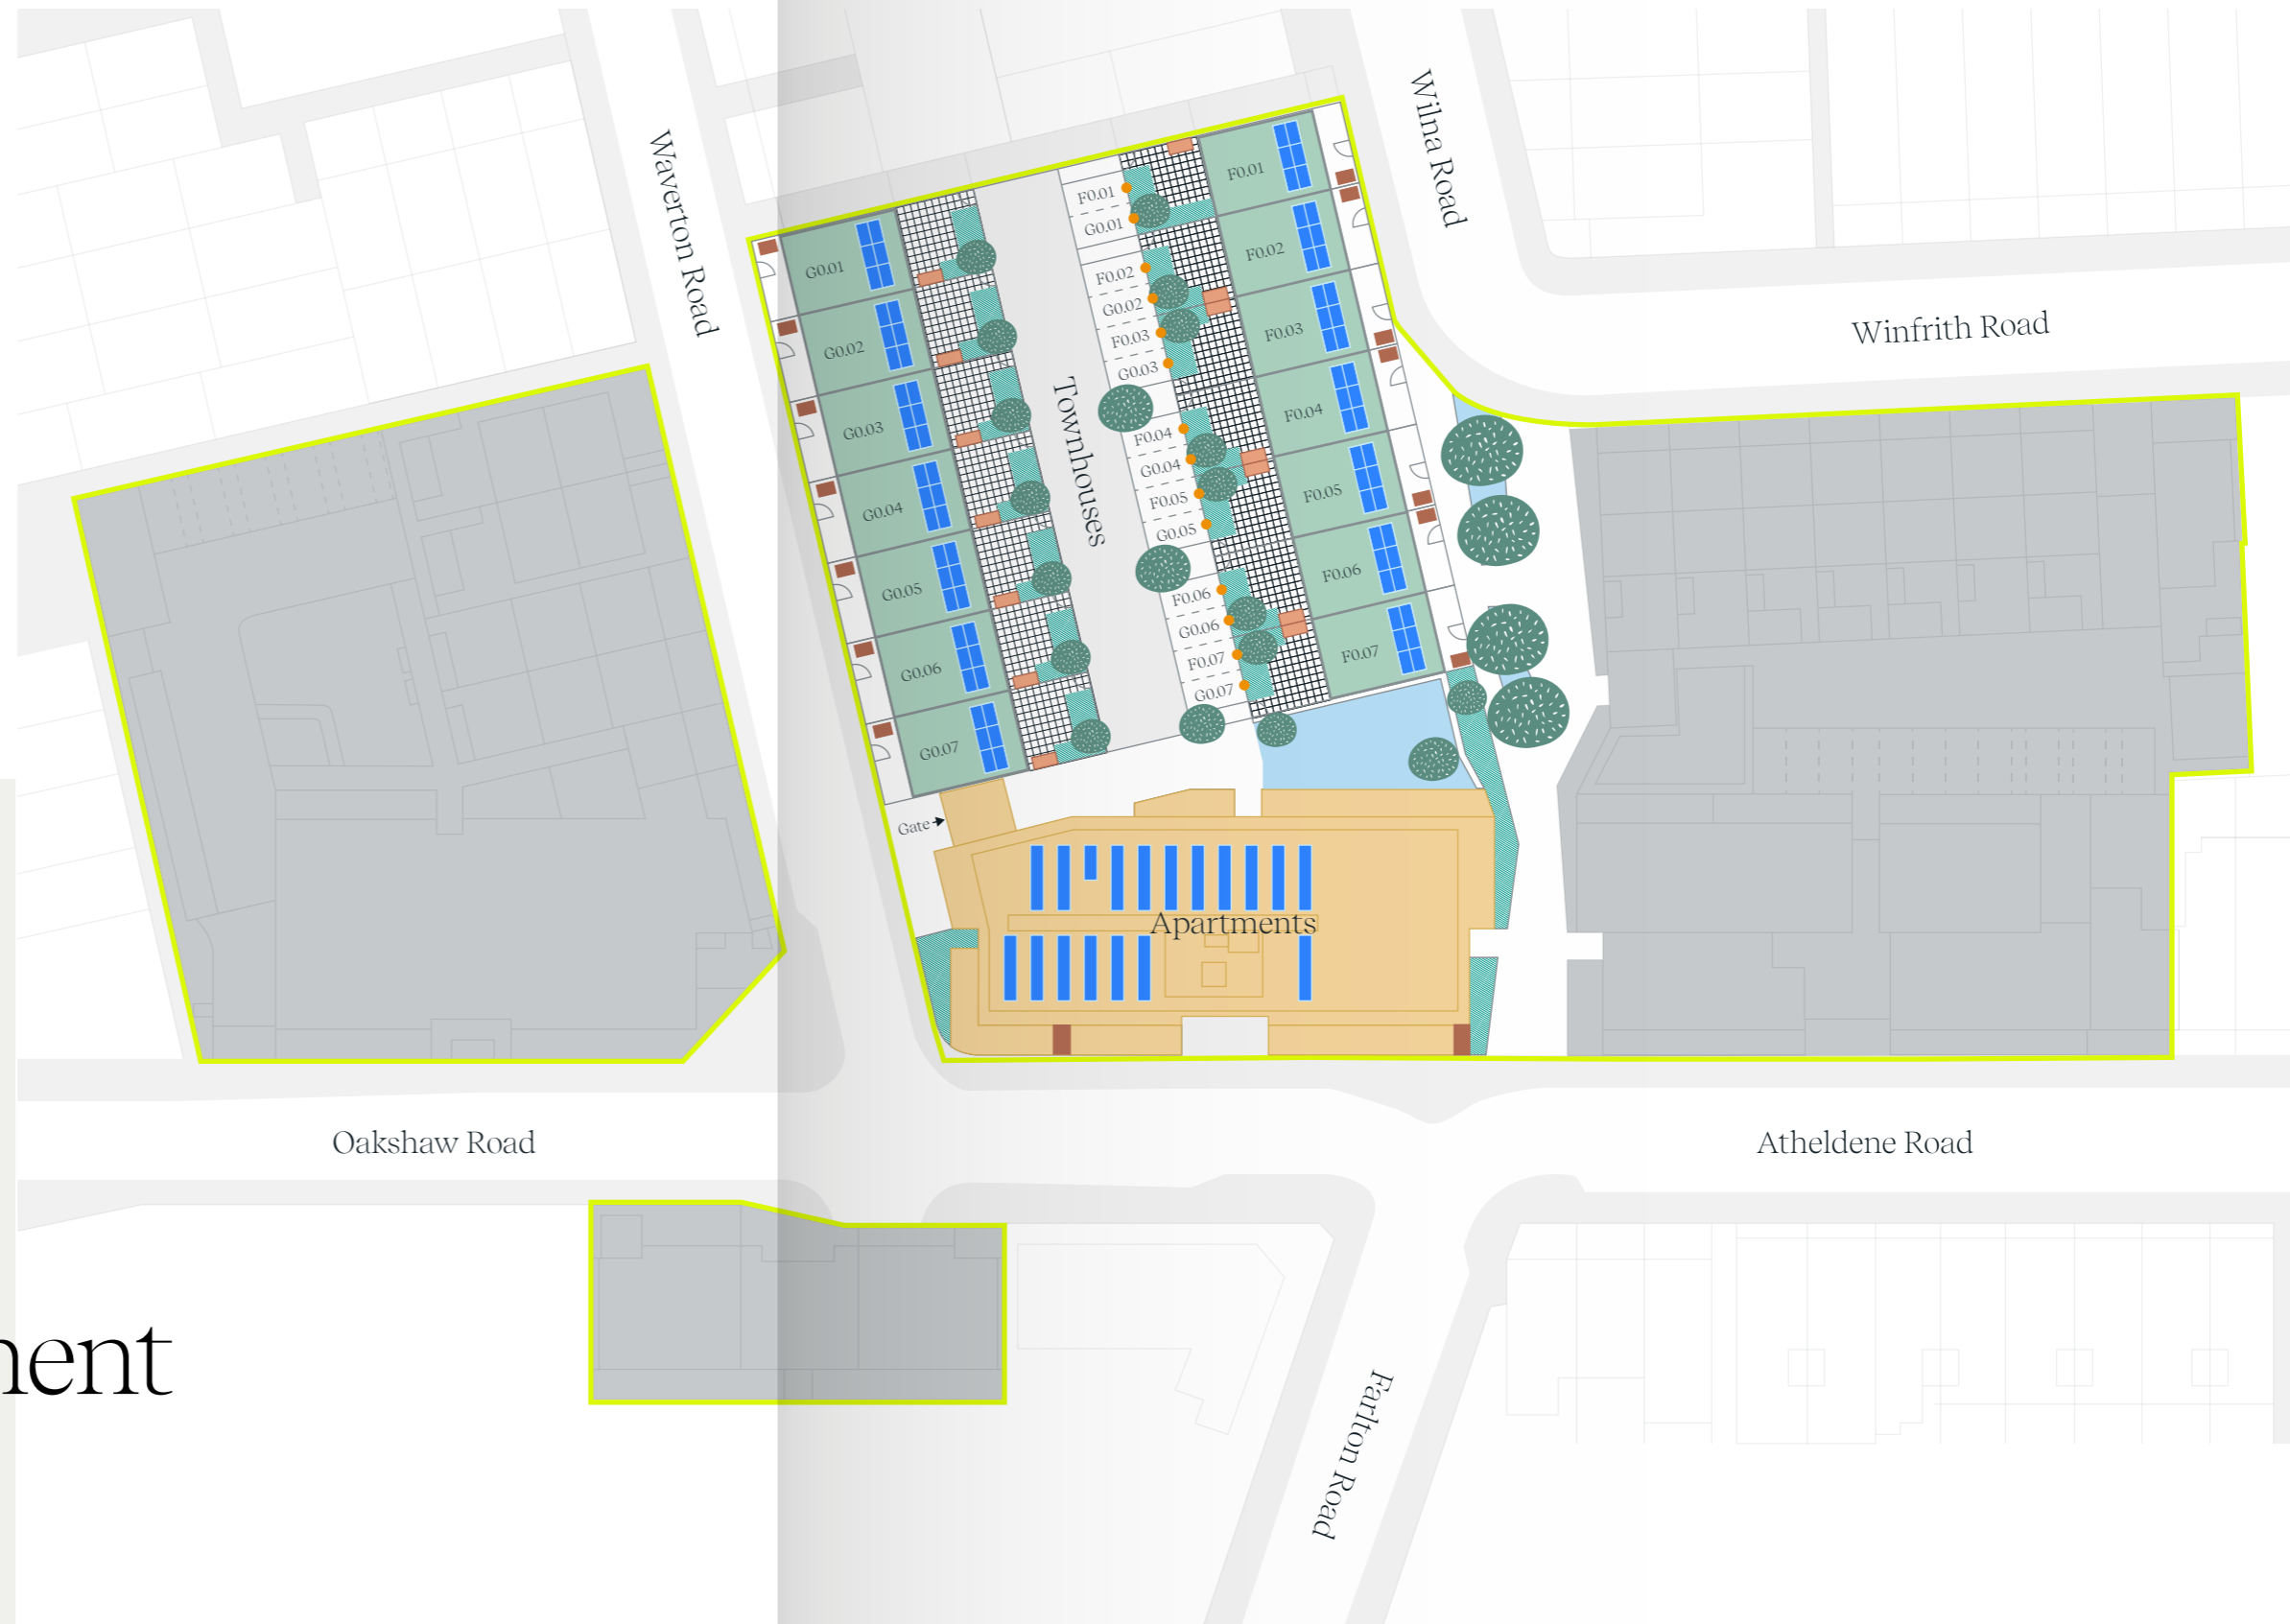 Waverton Road
Wilna Road
Winfrith Road
Townhouses
G0.01
G0.02
G0.03
G0.04
G0.05
G0.06
G0.07
F0.01
G0.01
F0.02
G0.02
F0.03
G0.03
F0.04
G0.04
F0.05
G0.05
F0.06
G0.06
F0.07
G0.07
F0.01
F0.02
F0.03
F0.04
F0.05
F0.06
F0.07
Gate
Apartments
Oakshaw Road
Atheldene Road
Farlton Road